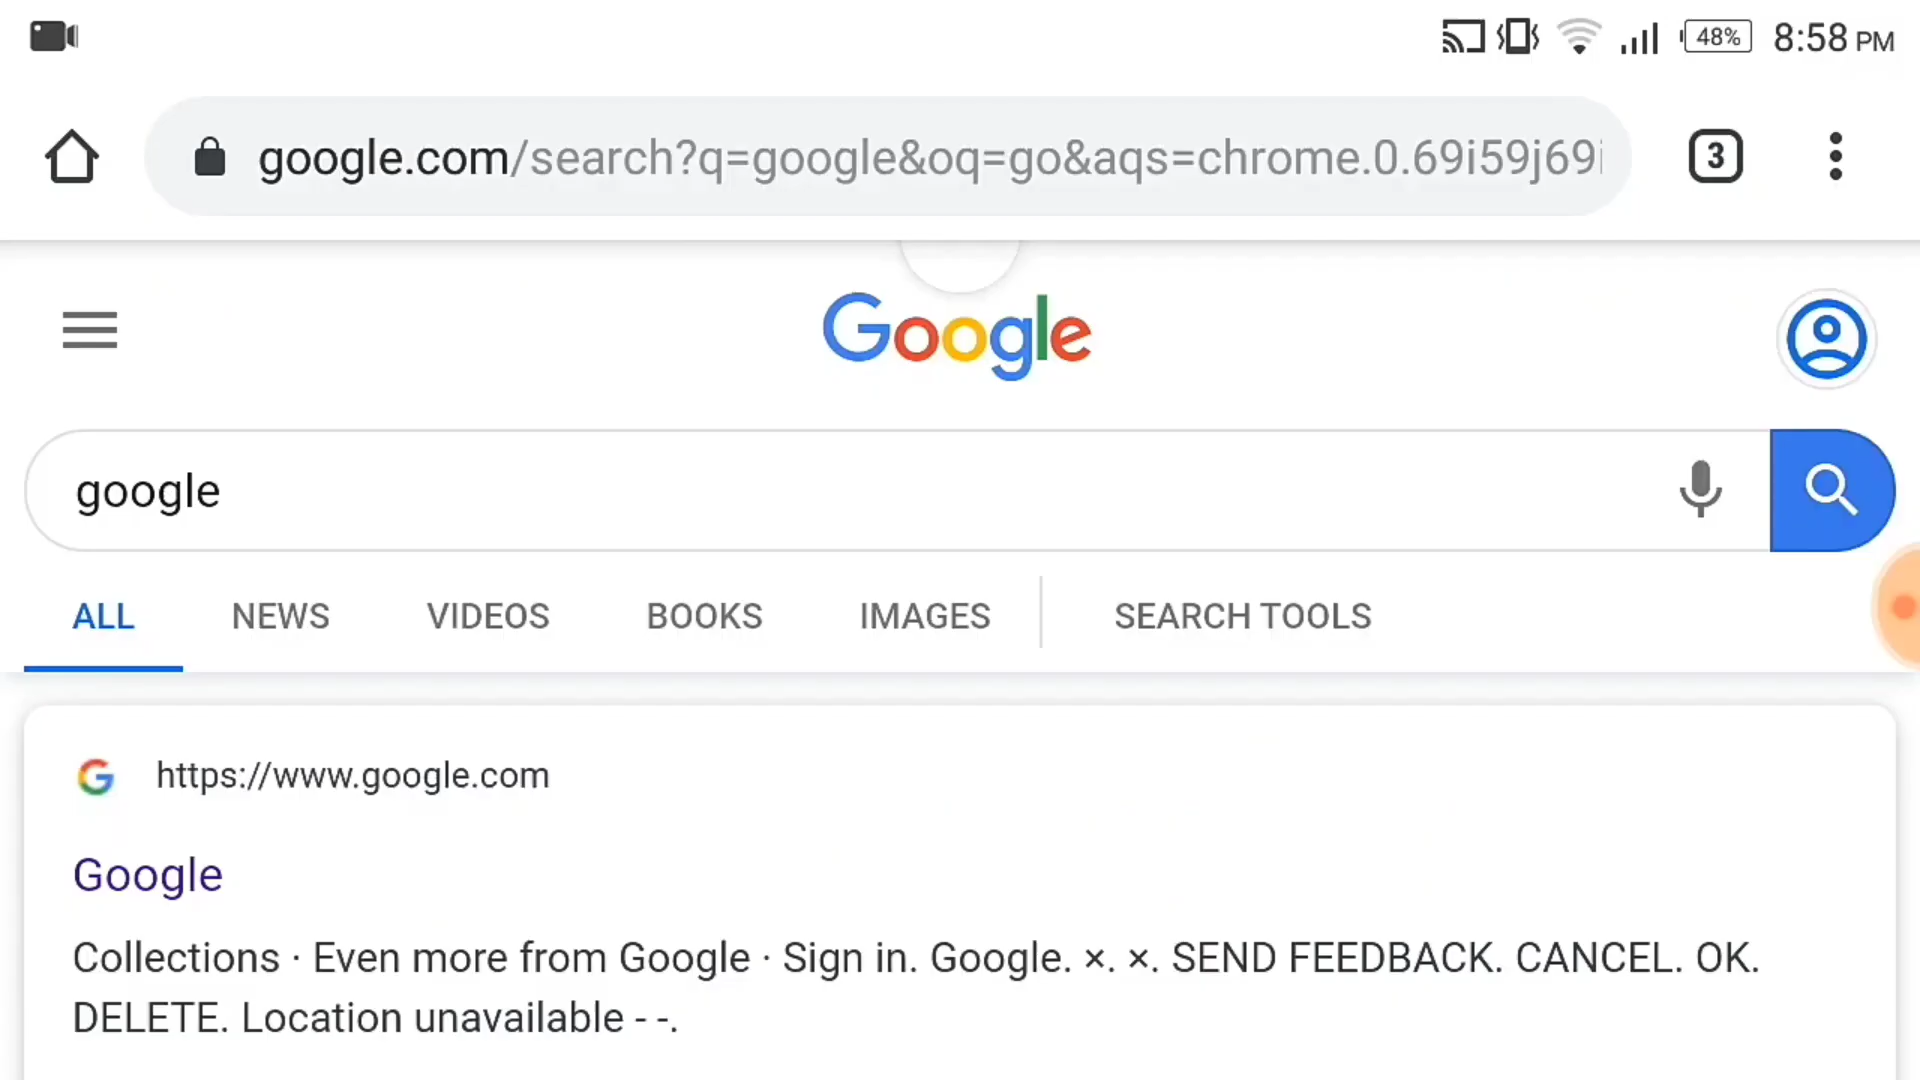 48% 8:58 PM
google.com/search?q=google&oq=go&aqs=chrome.0.69i59j69i 3
Google
google
ALL NEWS VIDEOS BOOKS IMAGES SEARCH TOOLS
G https://www.google.com
Google
Collections · Even more from Google · Sign in. Google. ×. ×. SEND FEEDBACK. CANCEL. OK.
DELETE. Location unavailable - -.